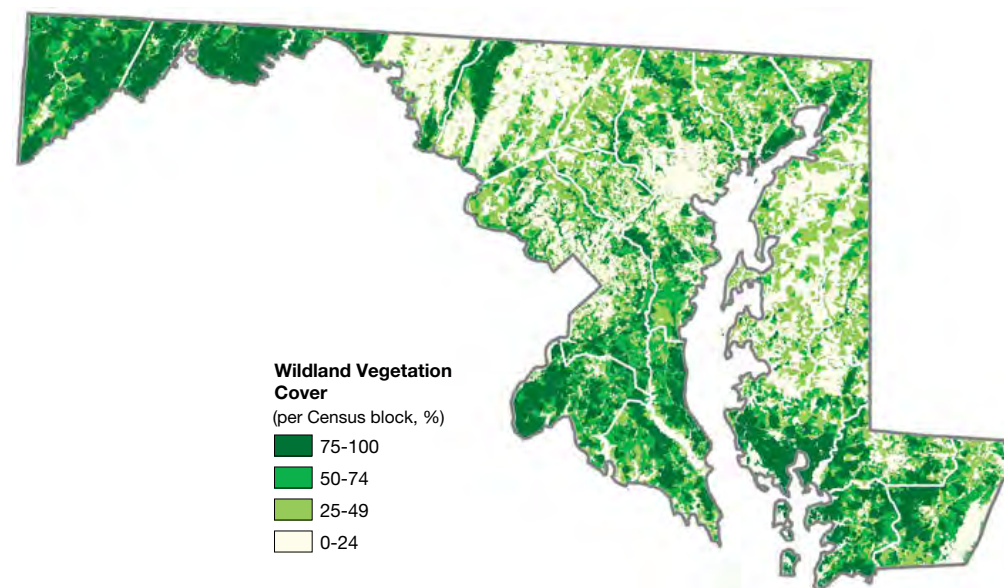 Wildland Vegetation
Cover
(per Census block, %)
75-100
50-74
25-49
0-24